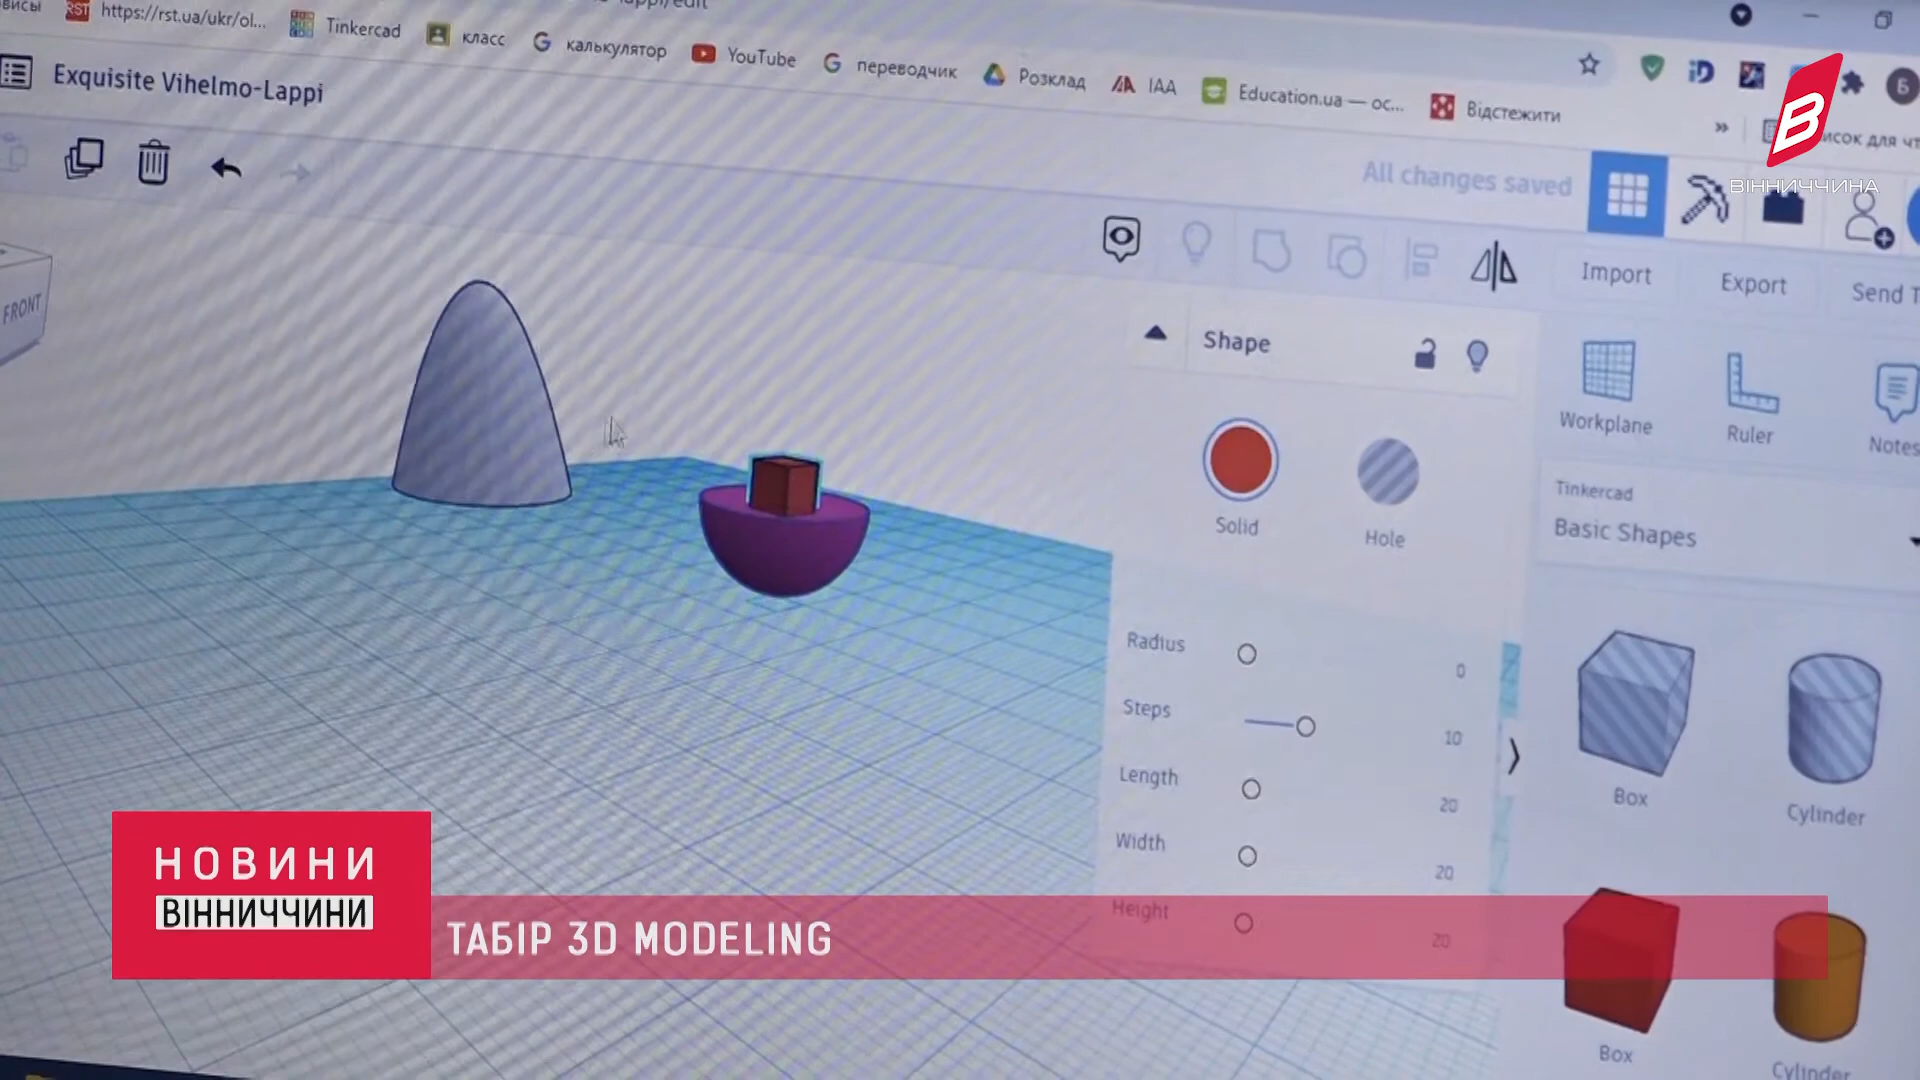 https://rst.ua/ukr/ol...
Tinkercad
класс
калькулятор
YouTube
переводчик
Розклад
IAA
Education.ua — ос...
Відстежити
»
Exquisite Vihelmo-Lappi
All changes saved
ВІННИЧЧИНА
Import
Export
Send T
FRONT
Shape
Workplane
Ruler
Notes
Solid
Hole
Tinkercad
Basic Shapes
Radius
0
Steps
10
Length
20
Width
20
Height
20
Box
Cylinder
Box
Cylinder
НОВИНИ
ВІННИЧЧИНИ
ТАБІР 3D MODELING